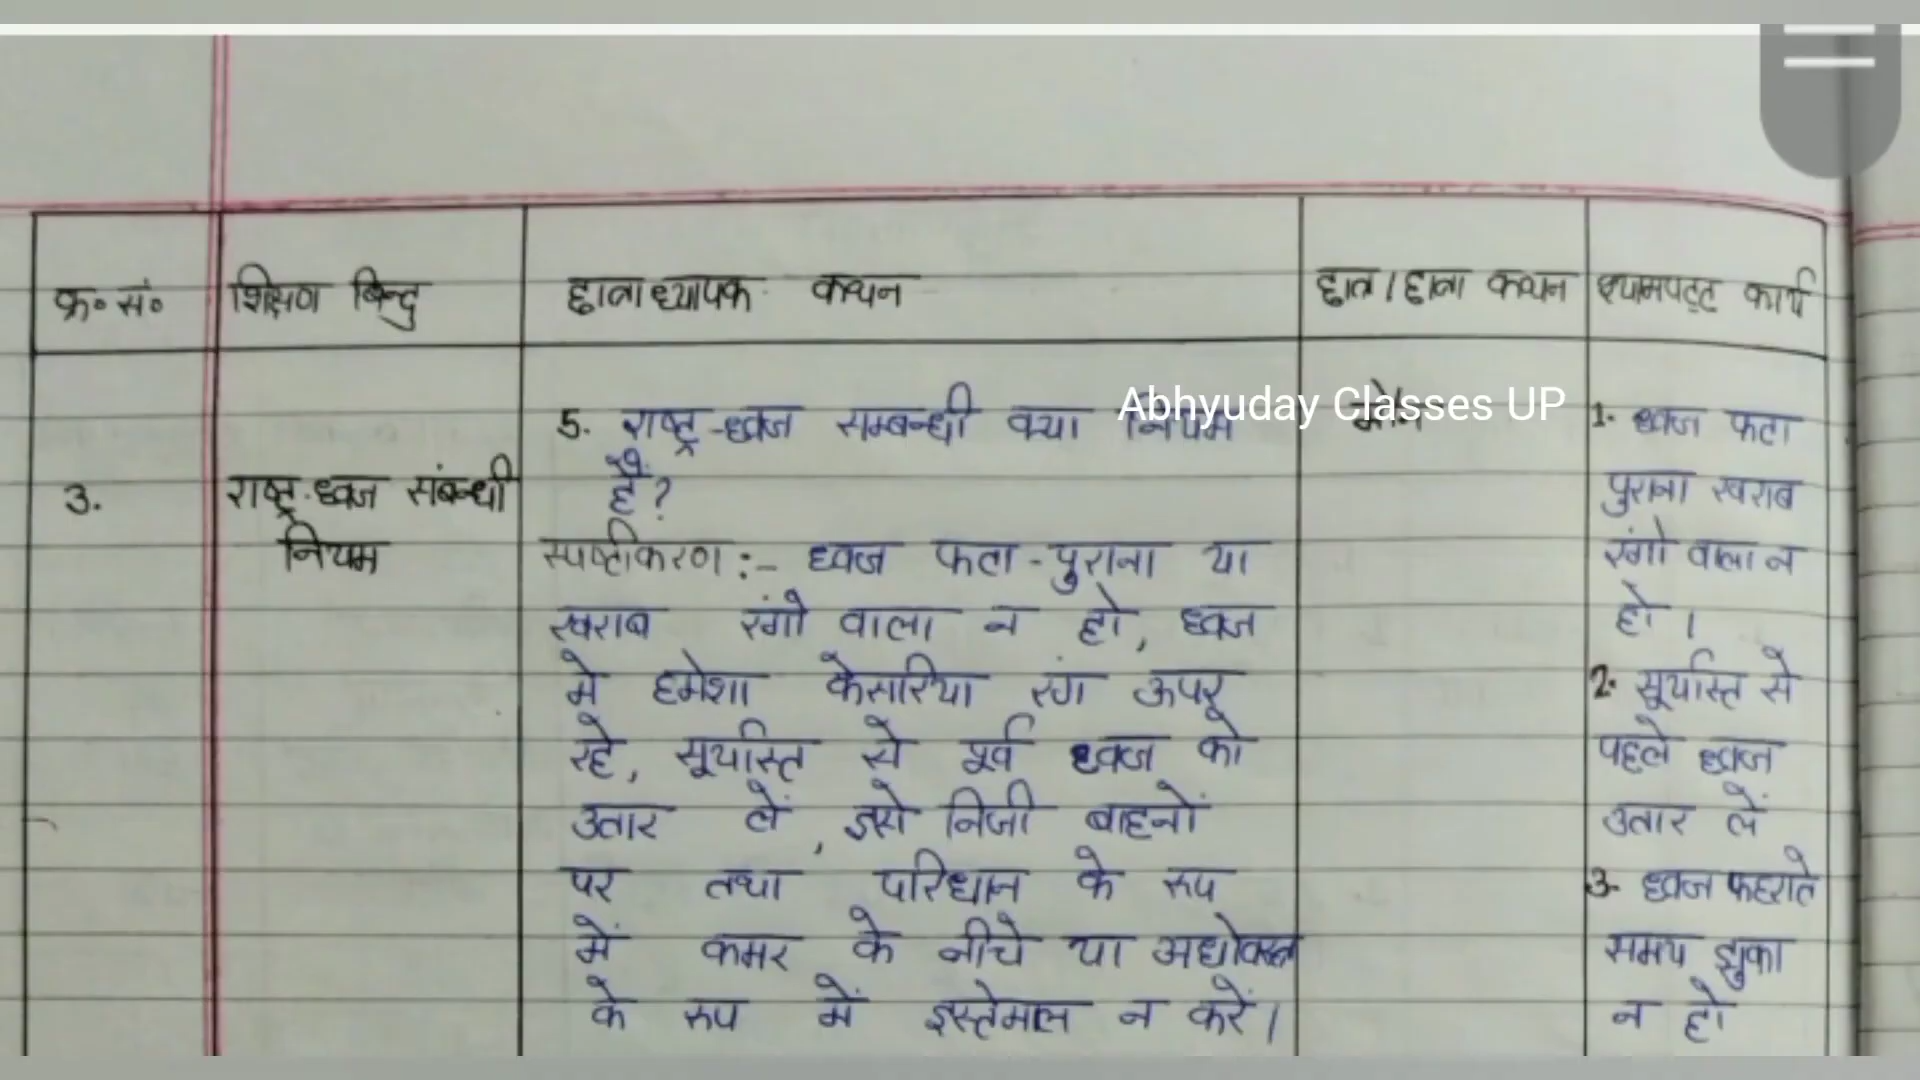 क्र० सं० शिक्षण बिन्दु छात्राध्यापक कथन छात्र/छात्रा कथन श्यामपट्ट कार्य
Abhyuday Classes UP
3.
राष्ट्र-ध्वज संबन्धी
नियम
5. राष्ट्र-ध्वज सम्बन्धी क्या नियम
हैं?
स्पष्टीकरण :- ध्वज फटा-पुराना या
खराब रंगो वाला न हो, ध्वज
मे हमेशा केसरिया रंग ऊपर
रहे, सूर्यास्त से पूर्व ध्वज को
उतार लें, इसे निजी बाहनों
पर तथा परिधान के रूप
में कमर के नीचे या अधोवस्त्र
के रूप में इस्तेमाल न करें।
मौन
1. ध्वज फटा
पुराना खराब
रंगो वाला न
हो।
2. सूर्यास्त से
पहले ध्वज
उतार लें
3- ध्वज फहराते
समय झुका
न हो